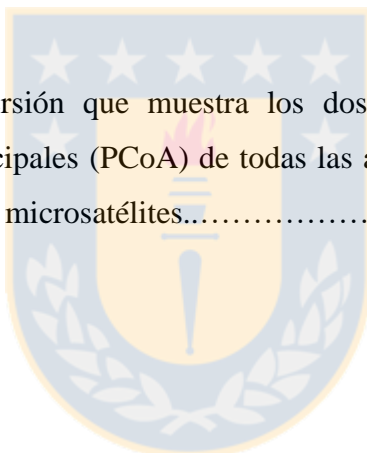 rsión que muestra los dos
cipales (PCoA) de todas las a
microsatélites..……………